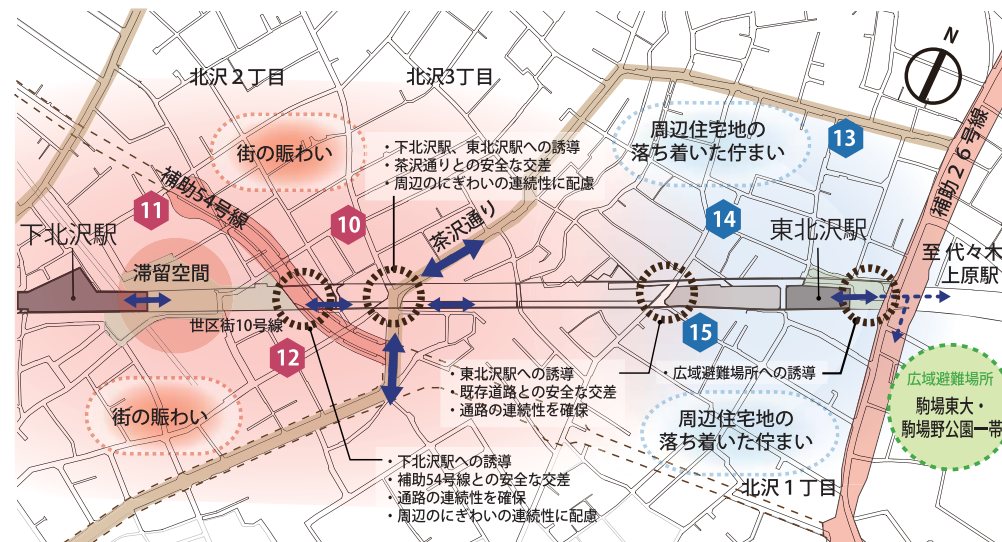 N
北沢２丁目
北沢3丁目
街の賑わい
・下北沢駅、東北沢駅への誘導
茶沢通りとの安全な交差
・周辺のにぎわいの連続性に配慮
周辺住宅地の
落ち着いた佇まい
13
補助54号線
11
10
茶沢通り
14
補助２６号線
下北沢駅
滞留空間
東北沢駅
至 代々木
上原駅
世区街10号線
12
15
・東北沢駅への誘導
・既存道路との安全な交差
・通路の連続性を確保
・広域避難場所への誘導
広域避難場所
駒場東大・
駒場野公園一帯
街の賑わい
周辺住宅地の
落ち着いた佇まい
・下北沢駅への誘導
・補助54号線との安全な交差
・通路の連続性を確保
・周辺のにぎわいの連続性に配慮
北沢１丁目